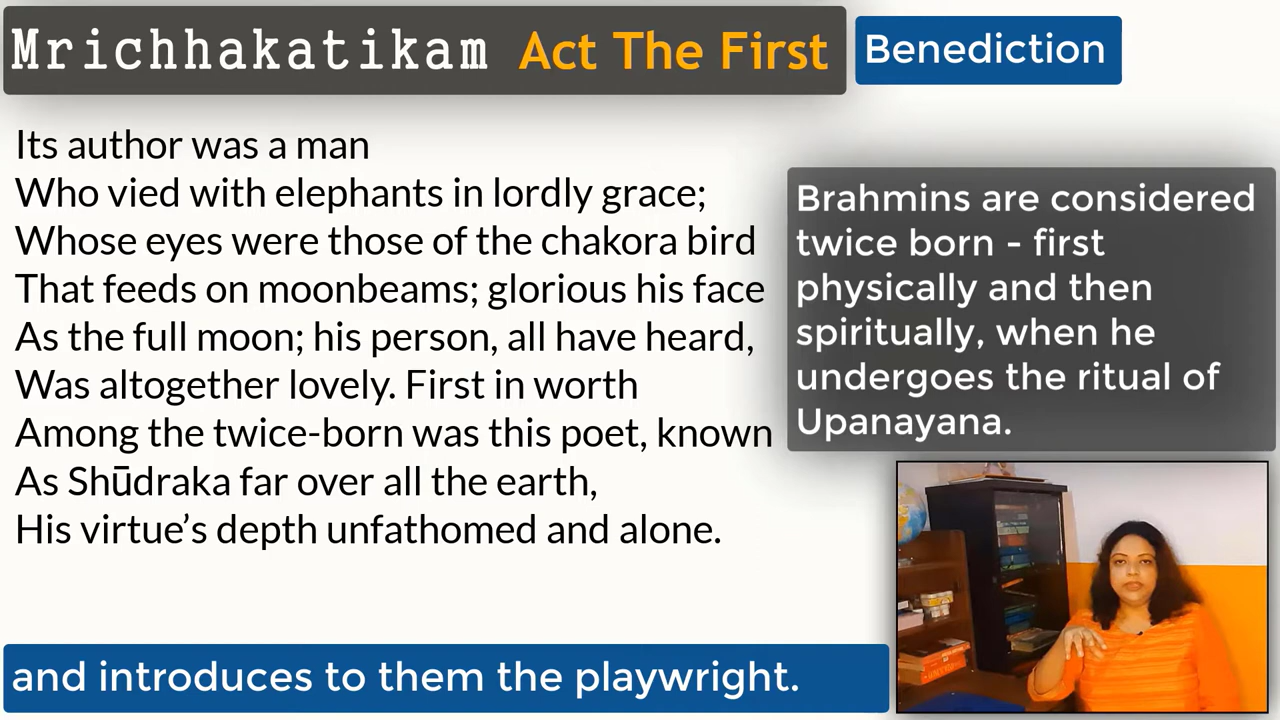 Mrichhakatikam Act The First
Benediction
Its author was a man
Who vied with elephants in lordly grace;
Whose eyes were those of the chakora bird
That feeds on moonbeams; glorious his face
As the full moon; his person, all have heard,
Was altogether lovely. First in worth
Among the twice-born was this poet, known
As Shūdraka far over all the earth,
His virtue’s depth unfathomed and alone.
Brahmins are considered
twice born - first
physically and then
spiritually, when he
undergoes the ritual of
Upanayana.
and introduces to them the playwright.